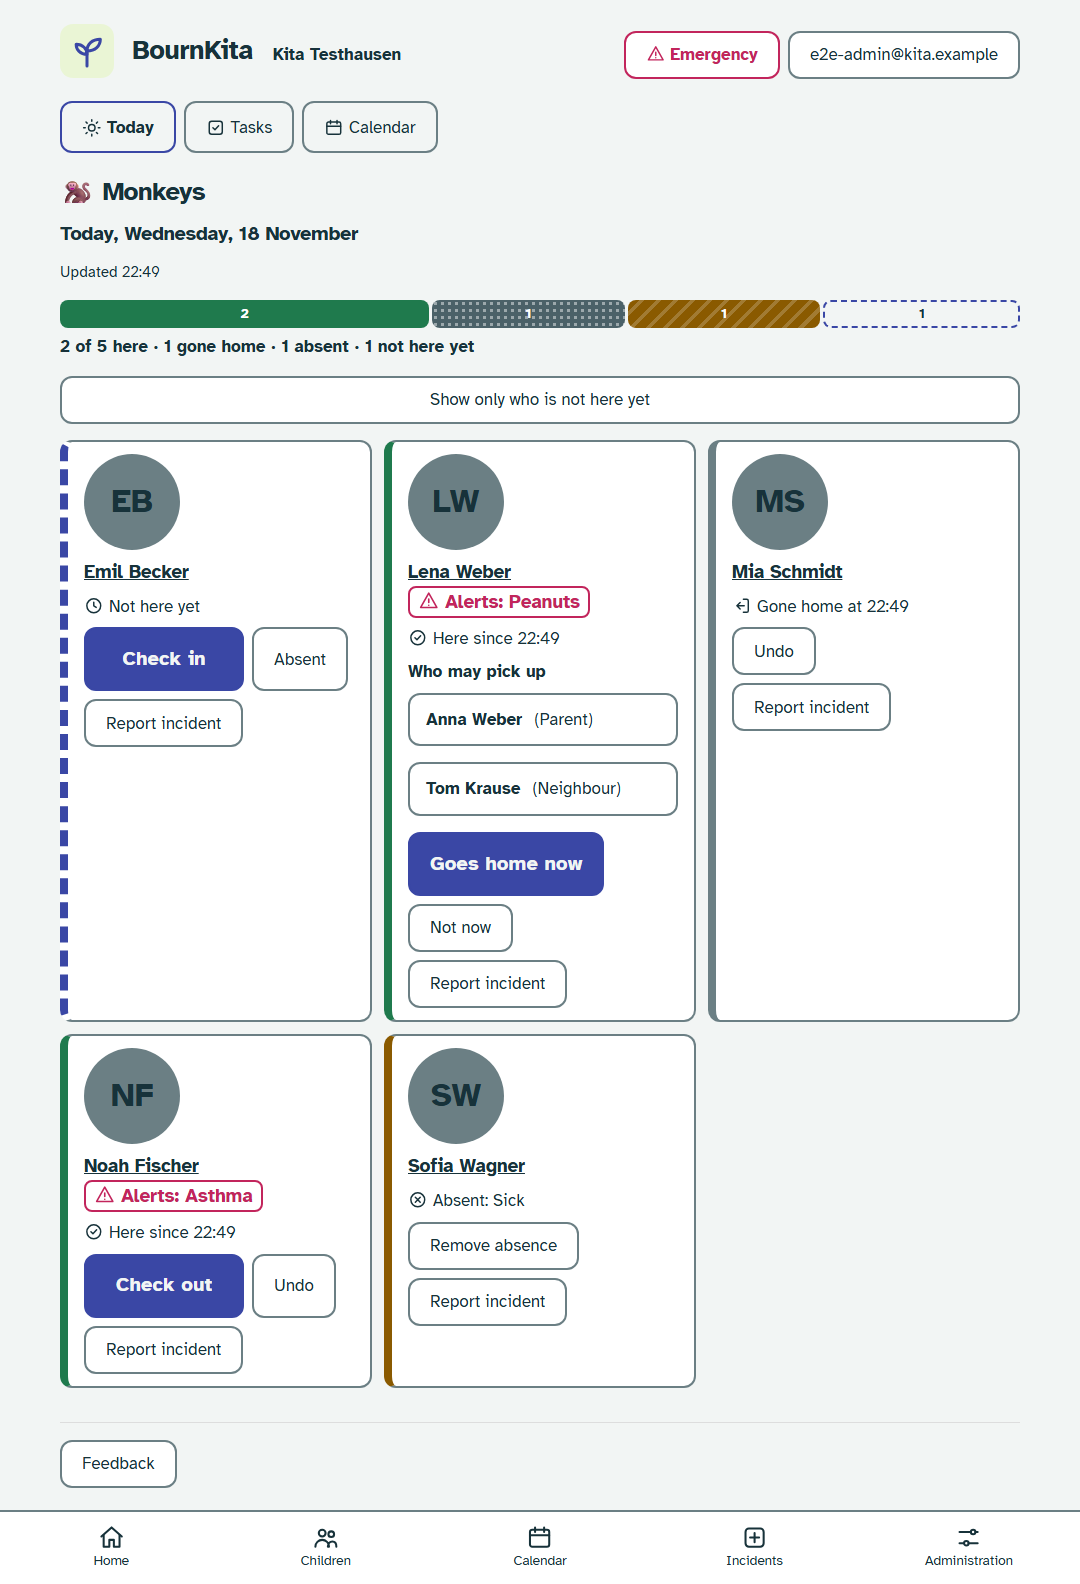 BournKita Kita Testhausen
Emergency
e2e-admin@kita.example
Today
Tasks
Calendar
Monkeys
Today, Wednesday, 18 November
Updated 22:49
2
1
1
1
2 of 5 here · 1 gone home · 1 absent · 1 not here yet
Show only who is not here yet
EB
Emil Becker
Not here yet
Check in
Absent
Report incident
LW
Lena Weber
Alerts: Peanuts
Here since 22:49
Who may pick up
Anna Weber (Parent)
Tom Krause (Neighbour)
Goes home now
Not now
Report incident
MS
Mia Schmidt
Gone home at 22:49
Undo
Report incident
NF
Noah Fischer
Alerts: Asthma
Here since 22:49
Check out
Undo
Report incident
SW
Sofia Wagner
Absent: Sick
Remove absence
Report incident
Feedback
Home
Children
Calendar
Incidents
Administration